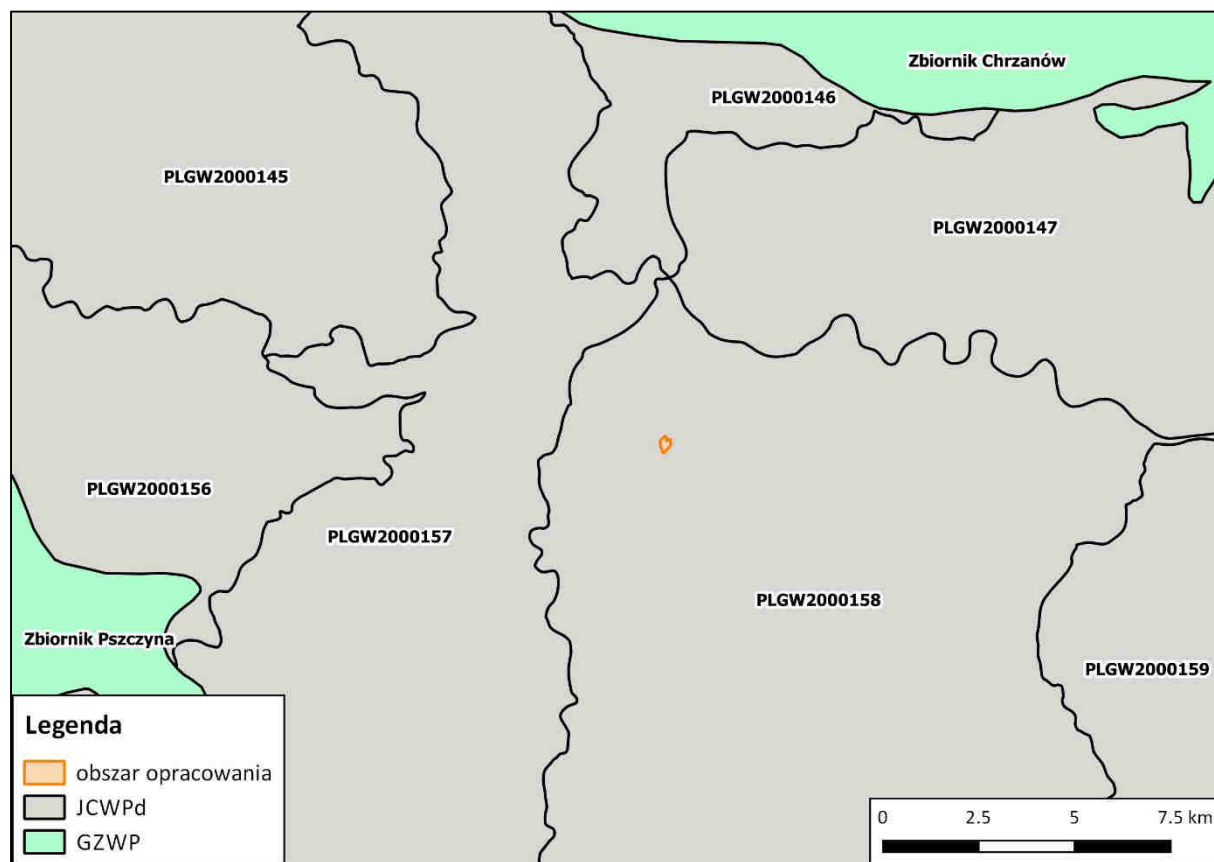 Zbiornik Chrzanów
PLGW2000146
PLGW2000145
PLGW2000147
PLGW2000156
PLGW2000157
PLGW2000158
Zbiornik Pszczyna
PLGW2000159
Legenda
obszar opracowania
JCWPd
GZWP
0 2.5 5 7.5 km